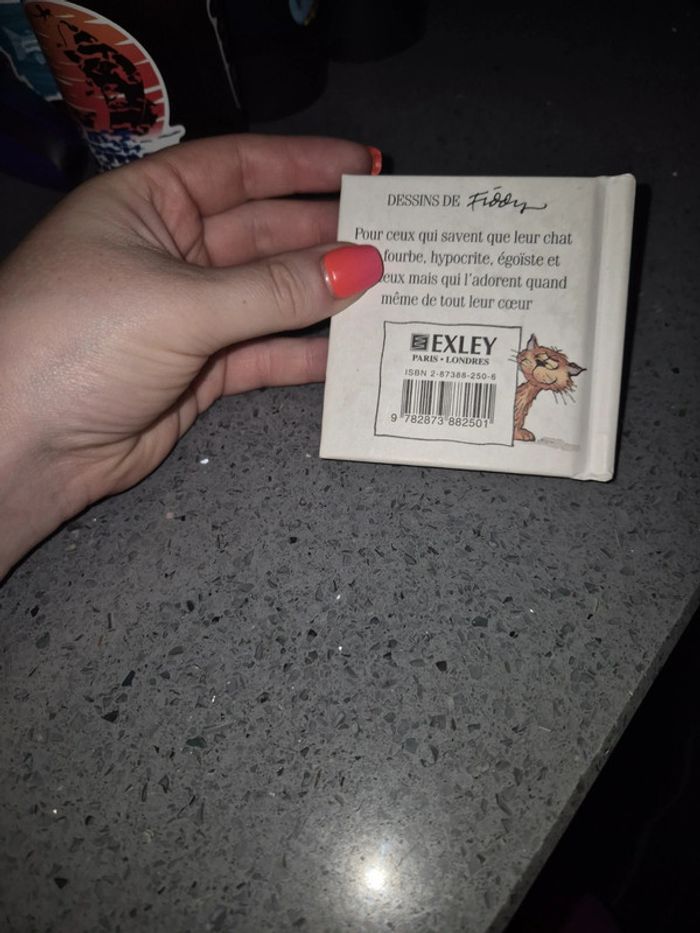 DESSINS DE Fiddy
Pour ceux qui savent que leur chat
fourbe, hypocrite, égoïste et
mais qui l'adorent quand
même de tout leur cœur
EXLEY
PARIS • LONDRES
ISBN 2-87388-250-6
9 782873 882501